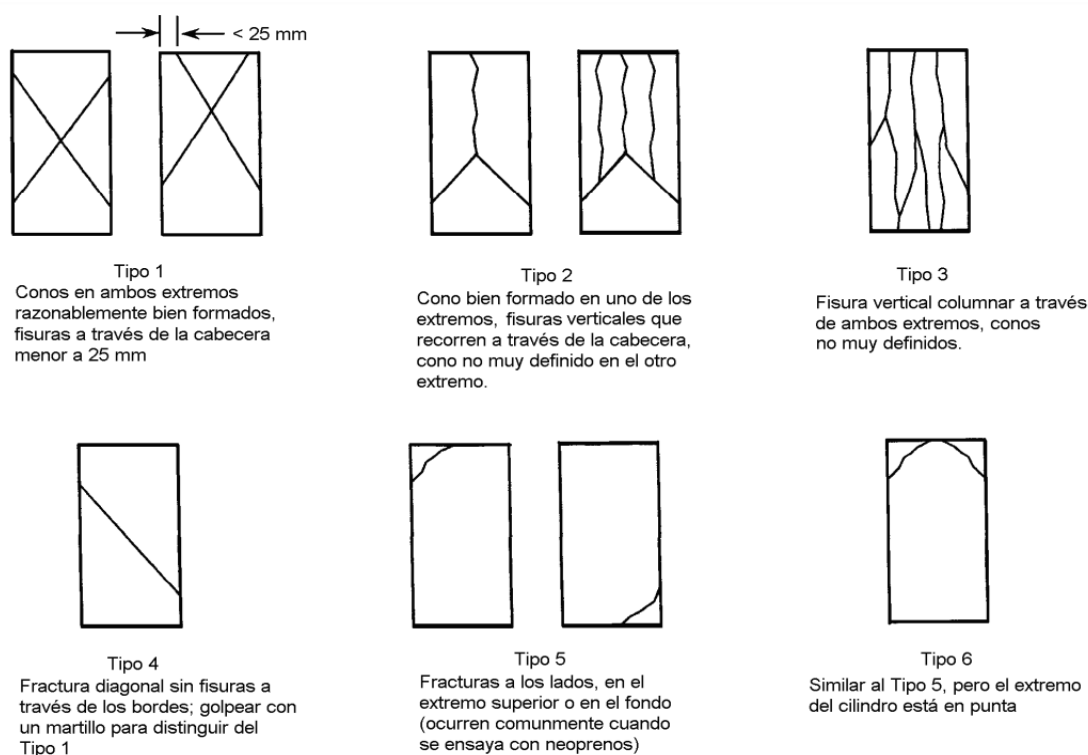 < 25 mm
Tipo 1
Conos en ambos extremos
razonablemente bien formados,
fisuras a través de la cabecera
menor a 25 mm
Tipo 2
Cono bien formado en uno de los
extremos, fisuras verticales que
recorren a través de la cabecera,
cono no muy definido en el otro
extremo.
Tipo 3
Fisura vertical columnar a través
de ambos extremos, conos
no muy definidos.
Tipo 4
Fractura diagonal sin fisuras a
través de los bordes; golpear con
un martillo para distinguir del
Tipo 1
Tipo 5
Fracturas a los lados, en el
extremo superior o en el fondo
(ocurren comunmente cuando
se ensaya con neoprenos)
Tipo 6
Similar al Tipo 5, pero el extremo
del cilindro está en punta